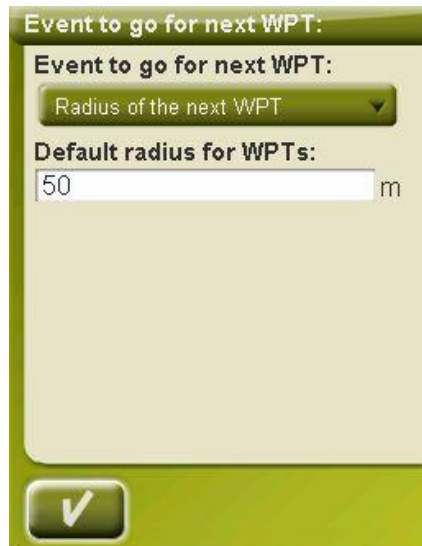 Event to go for next WPT:
Event to go for next WPT:
Radius of the next WPT
Default radius for WPTs:
50 m